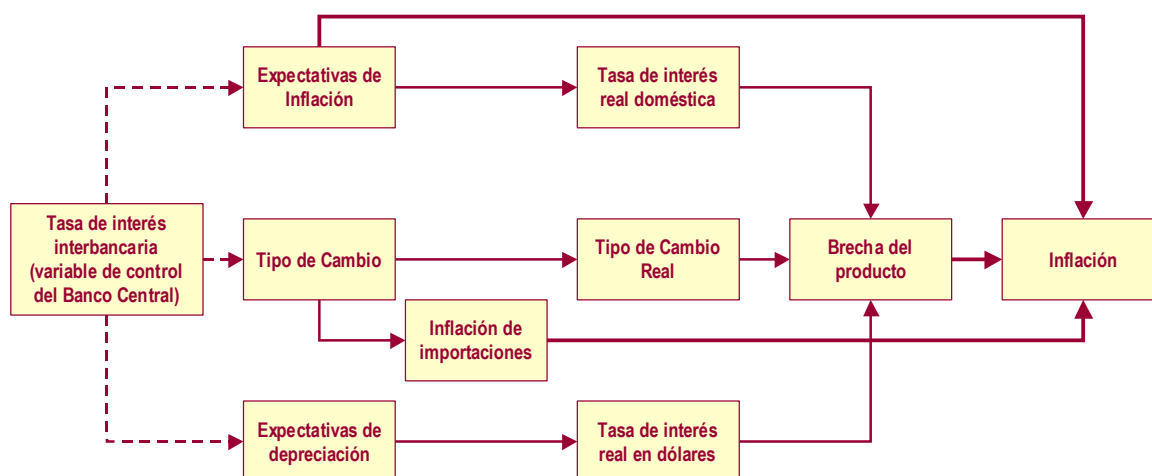 Expectativas de
Inflación
Tasa de interés
real doméstica
Tasa de interés
interbancaria
(variable de control
del Banco Central)
Tipo de Cambio
Tipo de Cambio
Real
Brecha del
producto
Inflación
Inflación de
importaciones
Expectativas de
depreciación
Tasa de interés
real en dólares